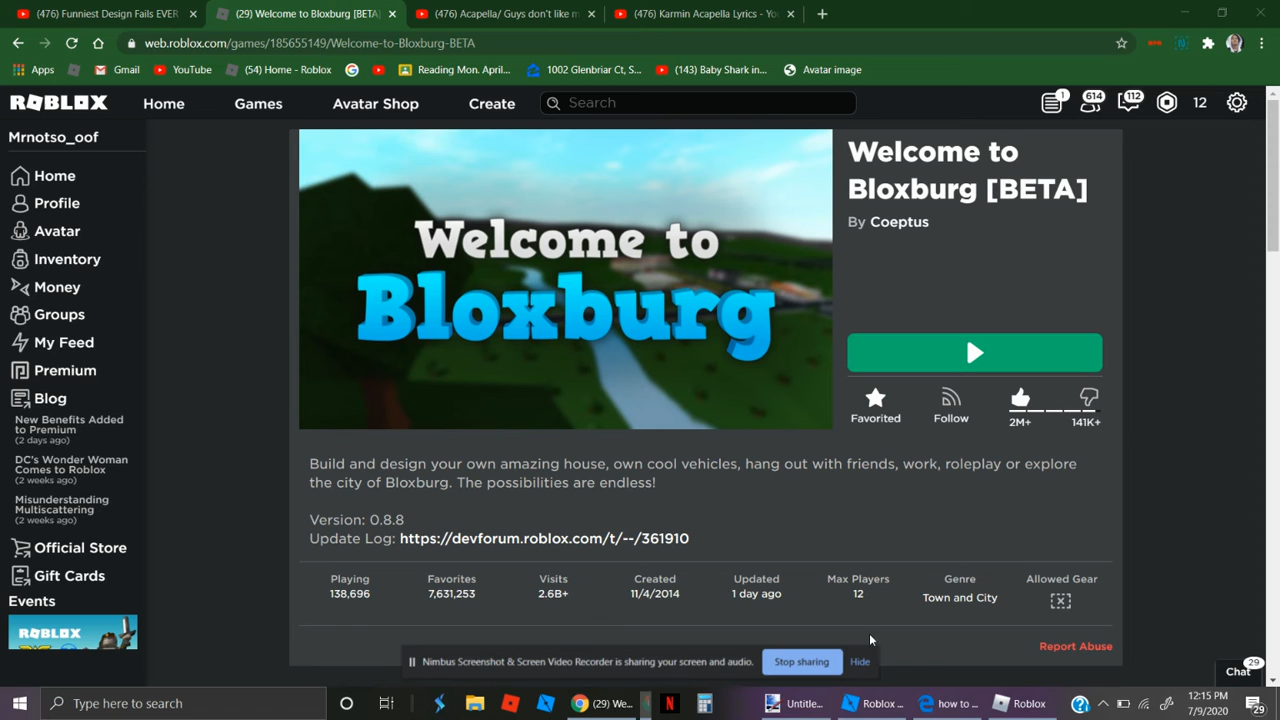 (476) Funniest Design Fails EVER
(29) Welcome to Bloxburg [BETA]
(476) Acapella/ Guys don't like m
(476) Karmin Acapella Lyrics - Yo
web.roblox.com/games/185655149/Welcome-to-Bloxburg-BETA
Apps
Gmail
YouTube
(54) Home - Roblox
Reading Mon. April...
1002 Glenbriar Ct, S...
(143) Baby Shark in...
Avatar image
ROBLOX
Home
Games
Avatar Shop
Create
Search
1
614
112
12
Mrnotso_oof
Home
Profile
Avatar
Inventory
Money
Groups
My Feed
Premium
Blog
New Benefits Added
to Premium
(2 days ago)
DC's Wonder Woman
Comes to Roblox
(2 weeks ago)
Misunderstanding
Multiscattering
(2 weeks ago)
Official Store
Gift Cards
Events
ROBLOX
Welcome to
Bloxburg
Welcome to
Bloxburg [BETA]
By Coeptus
Favorited
Follow
2M+
141K+
Build and design your own amazing house, own cool vehicles, hang out with friends, work, roleplay or explore
the city of Bloxburg. The possibilities are endless!
Version: 0.8.8
Update Log: https://devforum.roblox.com/t/--/361910
Playing
138,696
Favorites
7,631,253
Visits
2.6B+
Created
11/4/2014
Updated
1 day ago
Max Players
12
Genre
Town and City
Allowed Gear
Report Abuse
Nimbus Screenshot & Screen Video Recorder is sharing your screen and audio.
Stop sharing
Hide
Chat
29
Type here to search
(29) We...
Untitle...
Roblox ...
how to ...
Roblox
12:15 PM
7/9/2020
29